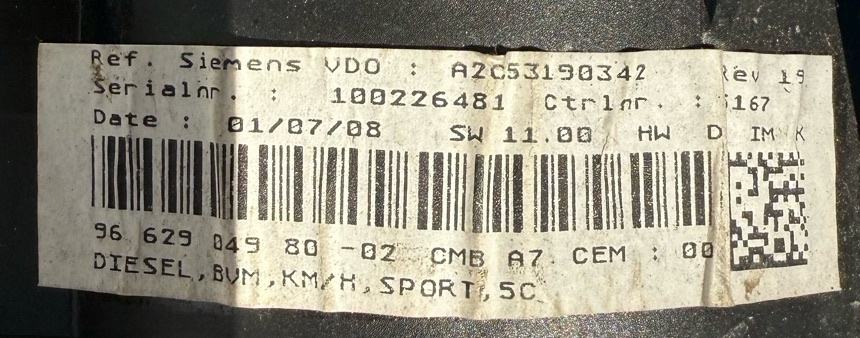 Ref. Siemens VDO : A2C53190342 Rev 19
Serialnr. : 100226481 Ctrlnr. : 5167
Date : 01/07/08 SW 11.00 HW D IM K
96 629 049 80 -02 CMB A7 CEM : 00
DIESEL,BVM,KM/H,SPORT,5C